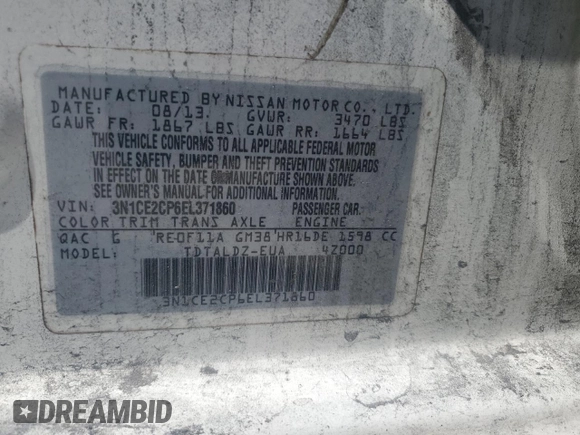 MANUFACTURED BY NISSAN MOTOR CO., LTD.
DATE: 08/13. GVWR: 3470 LBS
GAWR FR: 1867 LBS GAWR RR: 1664 LBS
THIS VEHICLE CONFORMS TO ALL APPLICABLE FEDERAL MOTOR
VEHICLE SAFETY, BUMPER AND THEFT PREVENTION STANDARDS
IN EFFECT ON THE DATE OF MANUFACTURE SHOWN ABOVE.
SEE OWNER'S MANUAL FOR ADDITIONAL INFORMATION.
VIN: 3N1CE2CP6EL371860 PASSENGER CAR
COLOR TRIM TRANS AXLE ENGINE
QAC G RE0F11A GM38 HR16DE 1598 CC
MODEL: TDTALDZ-EUA 4Z000
3N1CE2CP6EL371860
DREAMBID